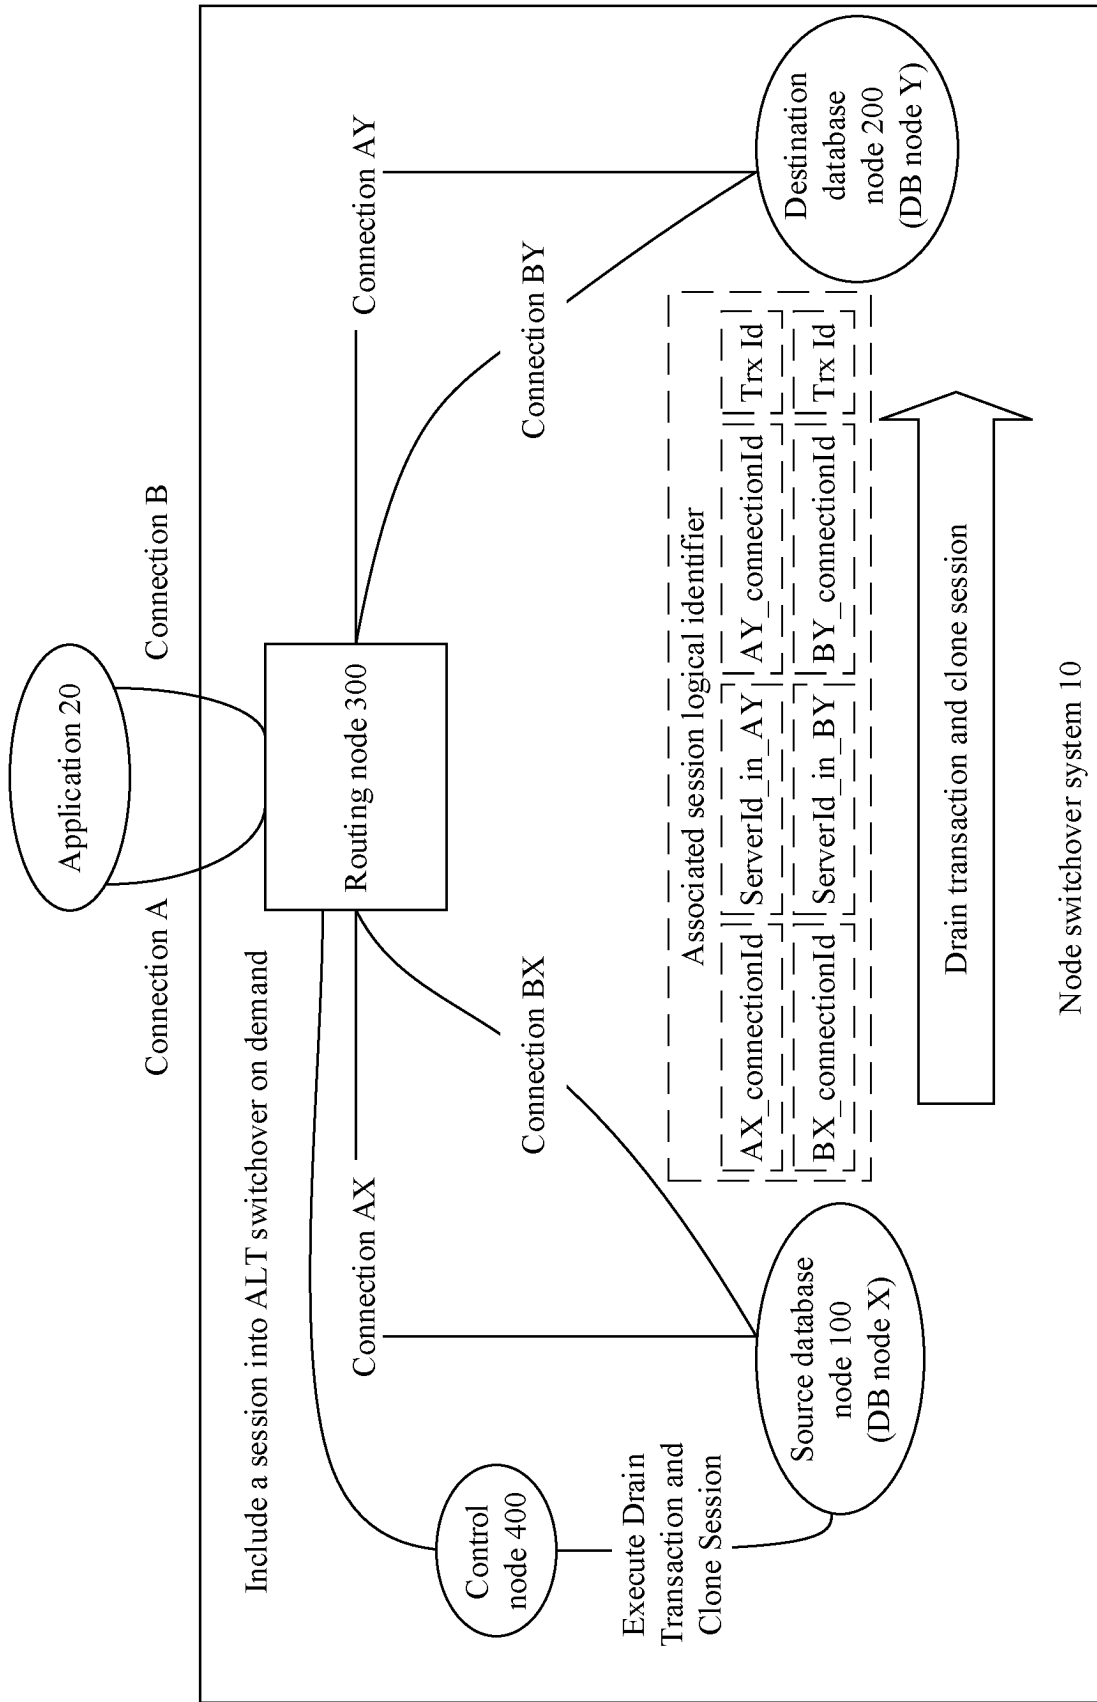 Application 20
Connection A
Connection B
Include a session into ALT switchover on demand
Routing node 300
Connection AX
Connection AY
Control
node 400
Connection BX
Connection BY
Execute Drain
Transaction and
Clone Session
Associated session logical identifier
AX_connectionId
ServerId_in_AY
AY_connectionId
Trx Id
BX_connectionId
ServerId_in_BY
BY_connectionId
Trx Id
Source database
node 100
(DB node X)
Destination
database
node 200
(DB node Y)
Drain transaction and clone session
Node switchover system 10